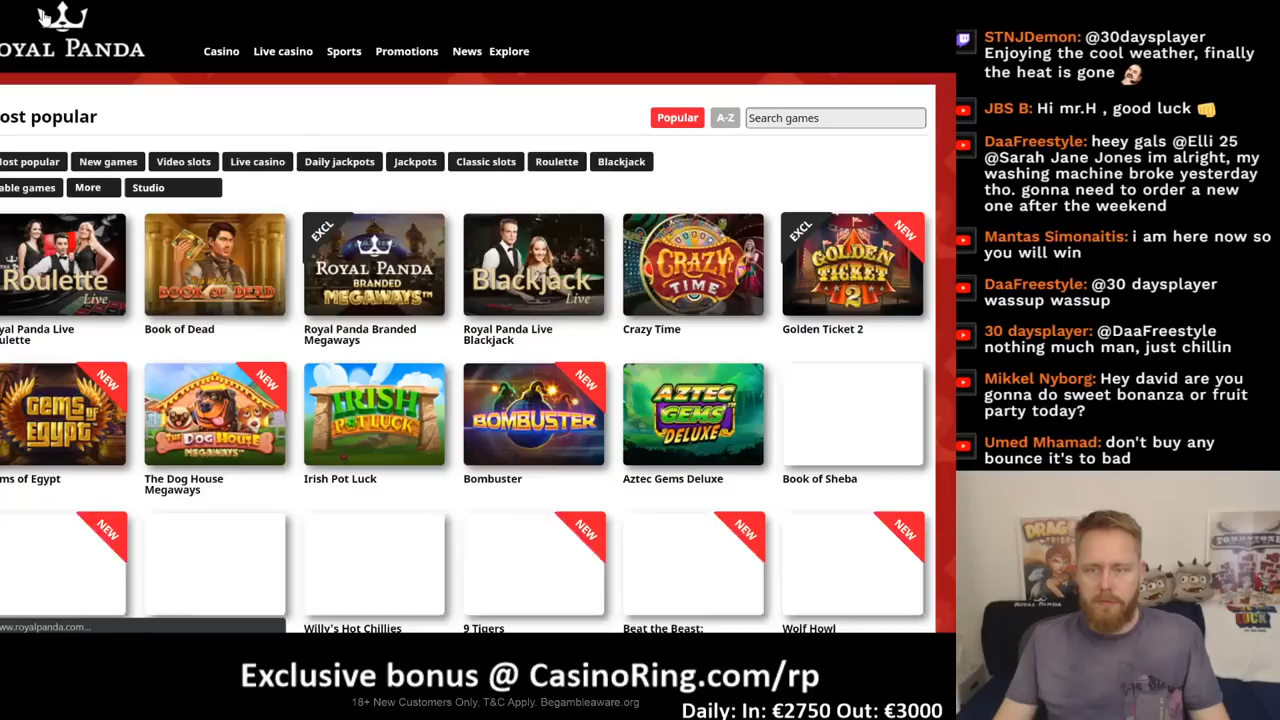 OYAL PANDA
Casino Live casino Sports Promotions News Explore
ost popular
Popular A-Z Search games
ost popular New games Video slots Live casino Daily jackpots Jackpots Classic slots Roulette Blackjack
able games More Studio
Roulette Live
BOOK OF DEAD
EXCL
ROYAL PANDA
BRANDED
MEGAWAYS™
Blackjack Live
CRAZY TIME
EXCL
NEW
GOLDEN TICKET 2
yal Panda Live
ulette
Book of Dead
Royal Panda Branded
Megaways
Royal Panda Live
Blackjack
Crazy Time
Golden Ticket 2
NEW
GEMS OF EGYPT
NEW
THE DOG HOUSE
MEGAWAYS
IRISH POT LUCK
NEW
BOMBUSTER
AZTEC
GEMS
DELUXE
ms of Egypt
The Dog House
Megaways
Irish Pot Luck
Bombuster
Aztec Gems Deluxe
Book of Sheba
NEW
NEW
NEW
NEW
ww.royalpanda.com...
Willy's Hot Chillies
9 Tigers
Beat the Beast:
Wolf Howl
Exclusive bonus @ CasinoRing.com/rp
18+ New Customers Only, T&C Apply. Begambleaware.org
Daily: In: €2750 Out: €3000
STNJDemon: @30daysplayer
Enjoying the cool weather, finally
the heat is gone
JBS B: Hi mr.H , good luck
DaaFreestyle: heey gals @Elli 25
@Sarah Jane Jones im alright, my
washing machine broke yesterday
tho. gonna need to order a new
one after the weekend
Mantas Simonaitis: i am here now so
you will win
DaaFreestyle: @30 daysplayer
wassup wassup
30 daysplayer: @DaaFreestyle
nothing much man, just chillin
Mikkel Nyborg: Hey david are you
gonna do sweet bonanza or fruit
party today?
Umed Mhamad: don't buy any
bounce it's to bad